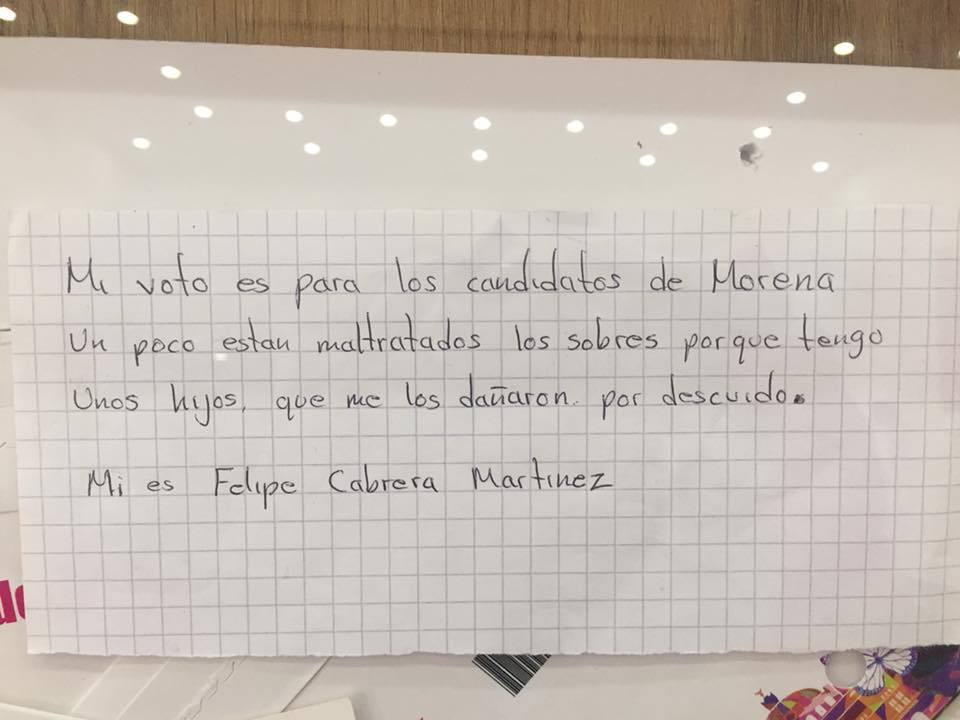 Mi voto es para los candidatos de Morena
Un poco estan maltratados los sobres porque tengo
Unos hijos, que me los dañaron. por descuido.
Mi es Felipe Cabrera Martinez